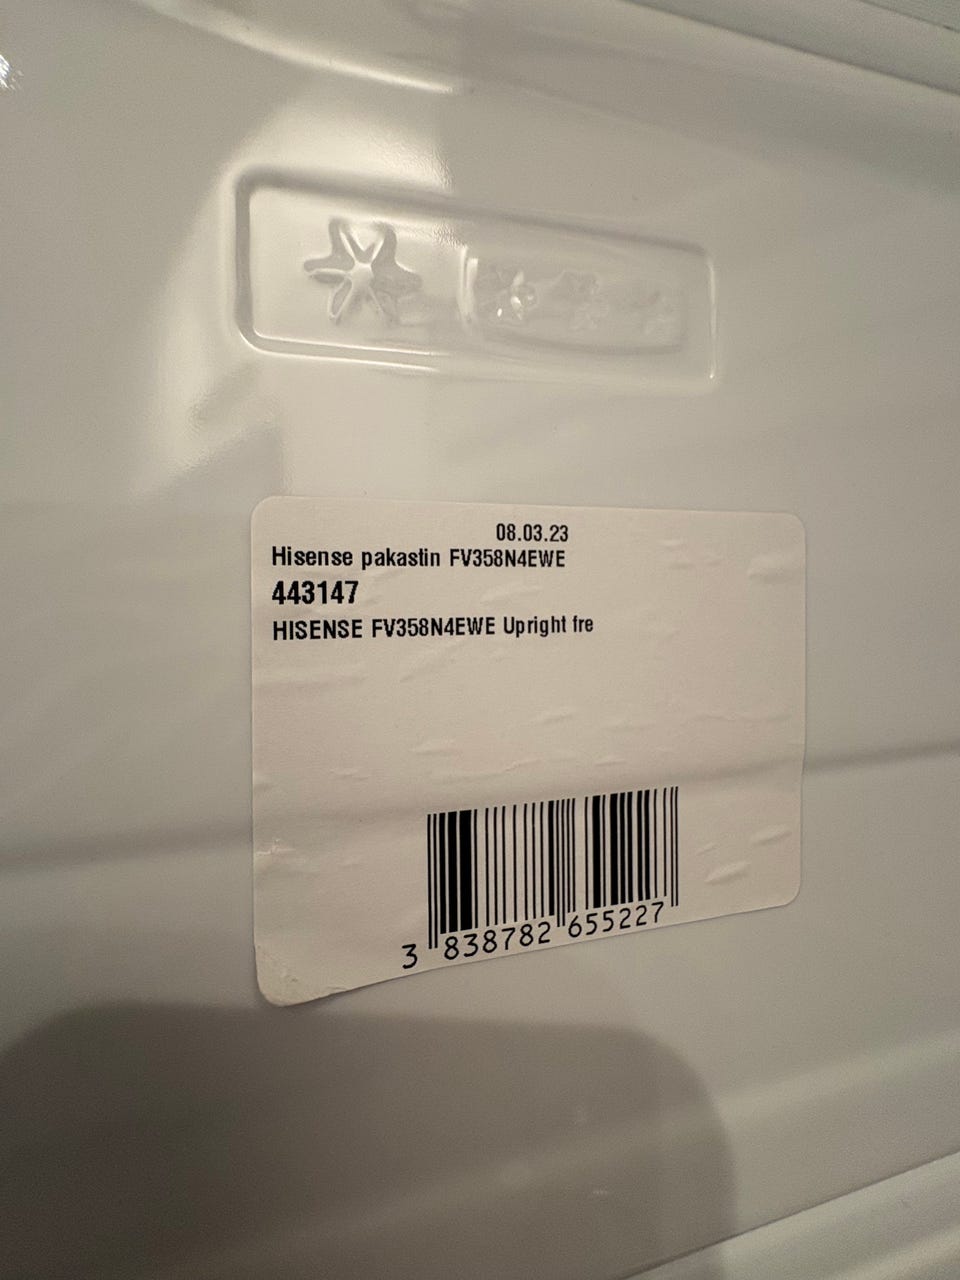 08.03.23
Hisense pakastin FV358N4EWE
443147
HISENSE FV358N4EWE Upright fre
3 838782 655227